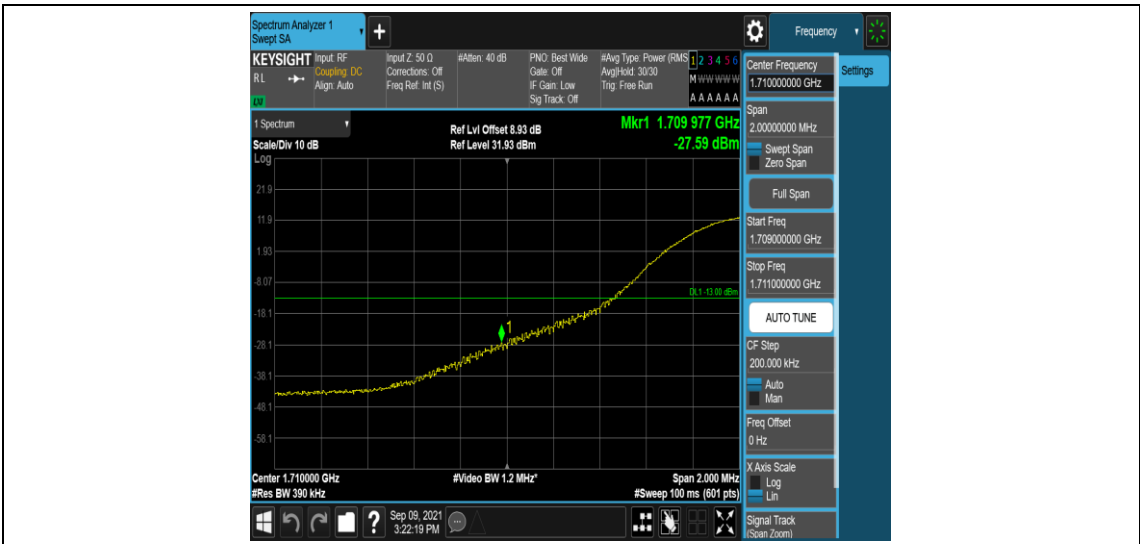 Spectrum Analyzer 1
Swept SA
Frequency
KEYSIGHT
RL
LXI
Input: RF
Coupling: DC
Align: Auto
Input Z: 50 Ω
Corrections: Off
Freq Ref: Int (S)
#Atten: 40 dB
PNO: Best Wide
Gate: Off
IF Gain: Low
Sig Track: Off
#Avg Type: Power (RMS
Avg|Hold: 30/30
Trig: Free Run
1 2 3 4 5 6
M W W W W W
A A A A A A
1 Spectrum
Scale/Div 10 dB
Ref Lvl Offset 8.93 dB
Ref Level 31.93 dBm
Mkr1 1.709 977 GHz
-27.59 dBm
Log
21.9
11.9
1.93
-8.07
DL1 -13.00 dBm
-18.1
1
-28.1
-38.1
-48.1
-58.1
Center 1.710000 GHz
#Video BW 1.2 MHz*
Span 2.000 MHz
#Res BW 390 kHz
#Sweep 100 ms (601 pts)
Sep 09, 2021
3:22:19 PM
Center Frequency
1.710000000 GHz
Settings
Span
2.00000000 MHz
Swept Span
Zero Span
Full Span
Start Freq
1.709000000 GHz
Stop Freq
1.711000000 GHz
AUTO TUNE
CF Step
200.000 kHz
Auto
Man
Freq Offset
0 Hz
X Axis Scale
Log
Lin
Signal Track
(Span Zoom)